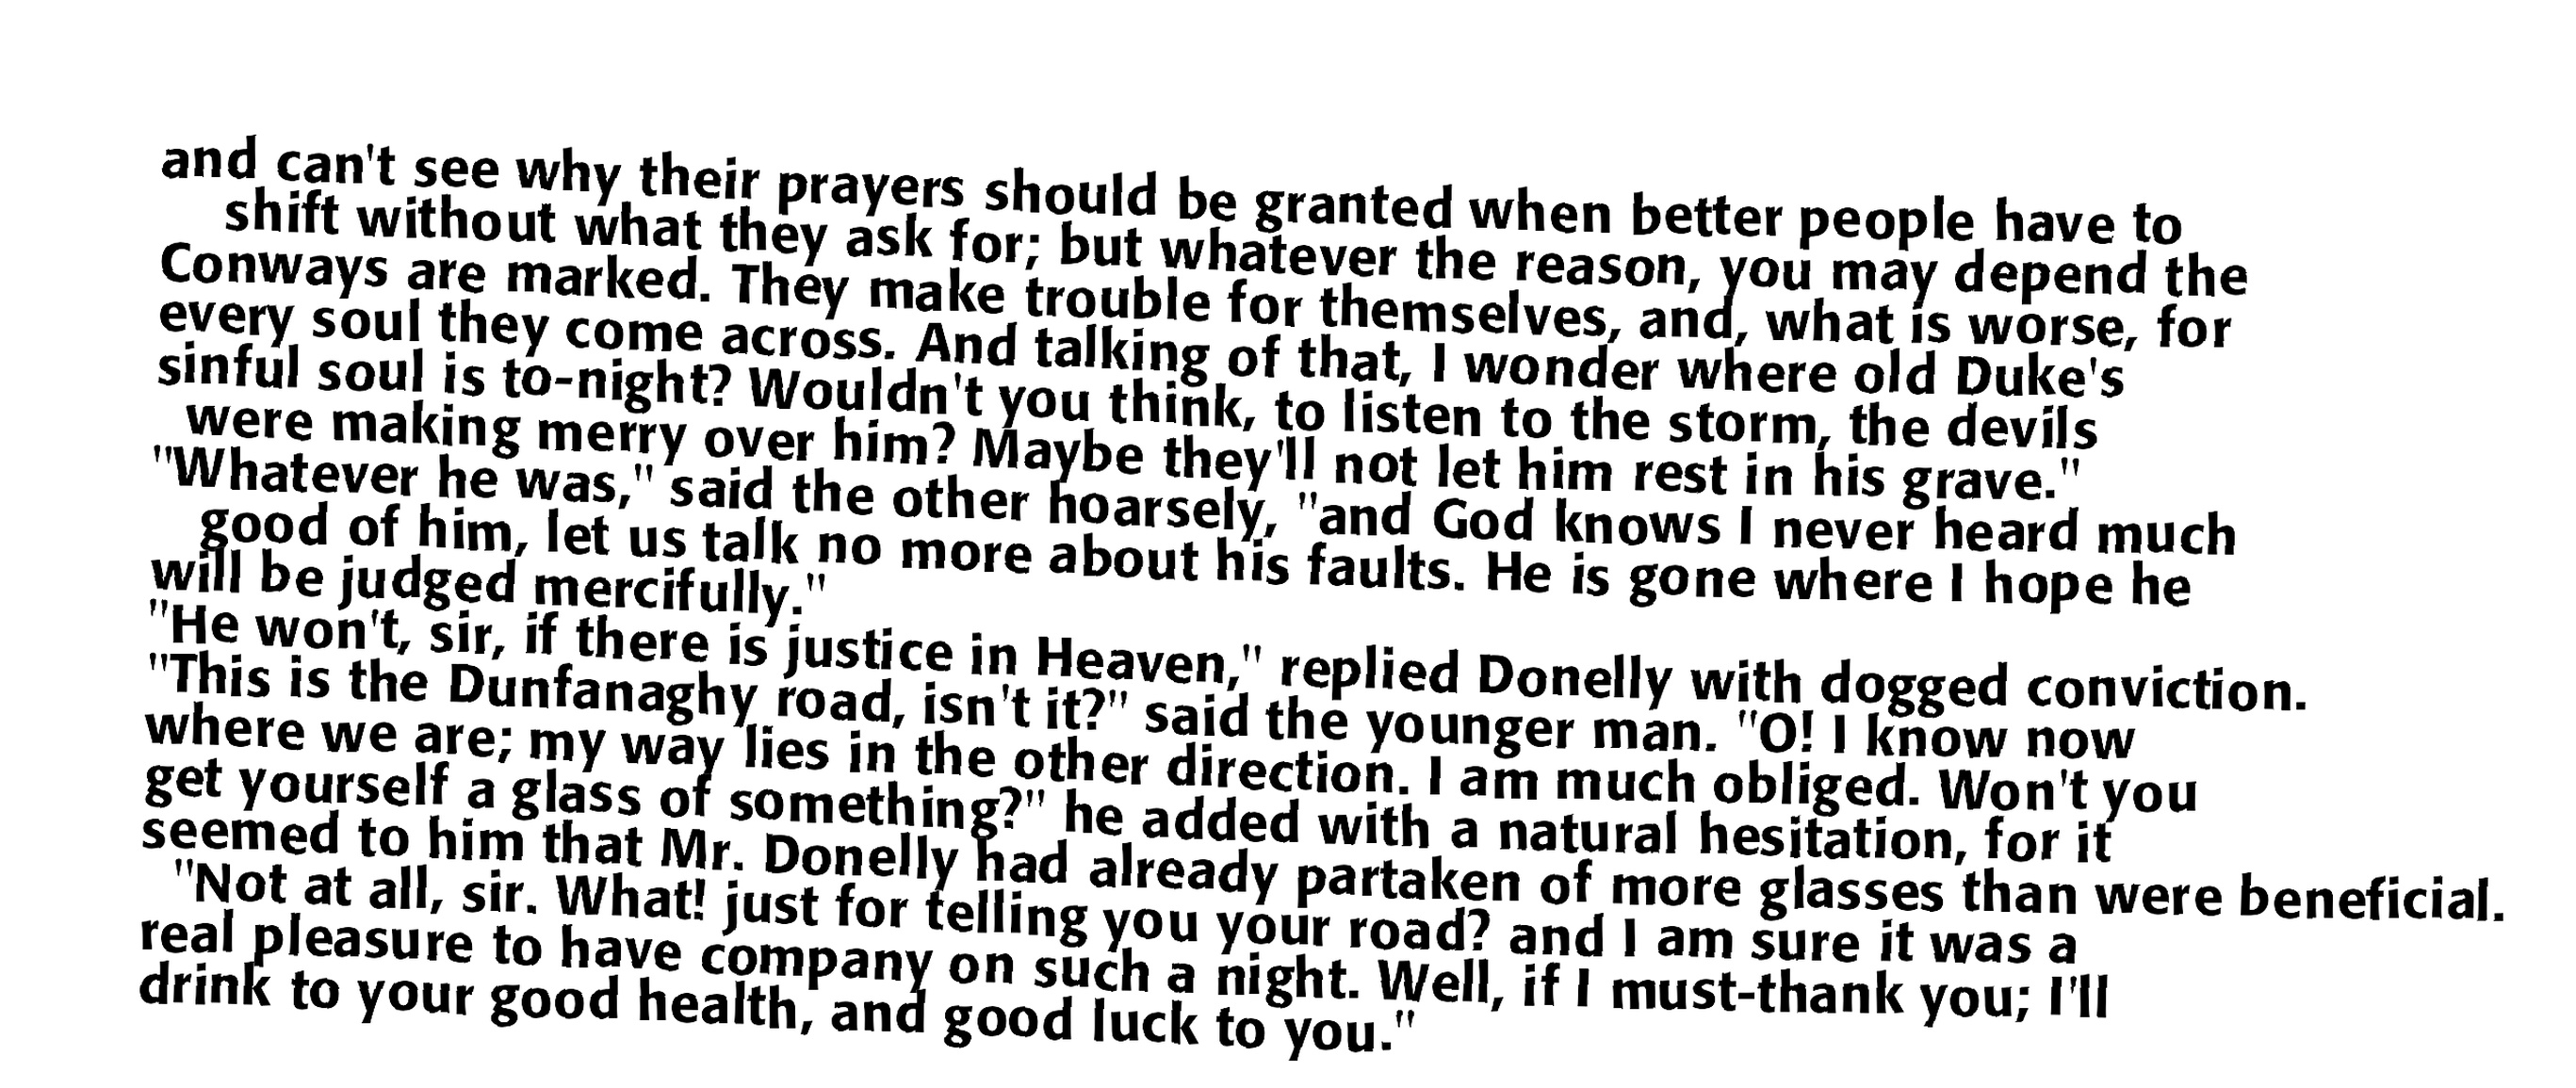 and can't see why their prayers should be granted when better people have to
shift without what they ask for; but whatever the reason, you may depend the
Conways are marked. They make trouble for themselves, and, what is worse, for
every soul they come across. And talking of that, I wonder where old Duke's
sinful soul is to-night? Wouldn't you think, to listen to the storm, the devils
were making merry over him? Maybe they'll not let him rest in his grave."
"Whatever he was," said the other hoarsely, "and God knows I never heard much
good of him, let us talk no more about his faults. He is gone where I hope he
will be judged mercifully."
"He won't, sir, if there is justice in Heaven," replied Donelly with dogged conviction.
"This is the Dunfanaghy road, isn't it?" said the younger man. "O! I know now
where we are; my way lies in the other direction. I am much obliged. Won't you
get yourself a glass of something?" he added with a natural hesitation, for it
seemed to him that Mr. Donelly had already partaken of more glasses than were beneficial.
"Not at all, sir. What! just for telling you your road? and I am sure it was a
real pleasure to have company on such a night. Well, if I must-thank you; I'll
drink to your good health, and good luck to you."